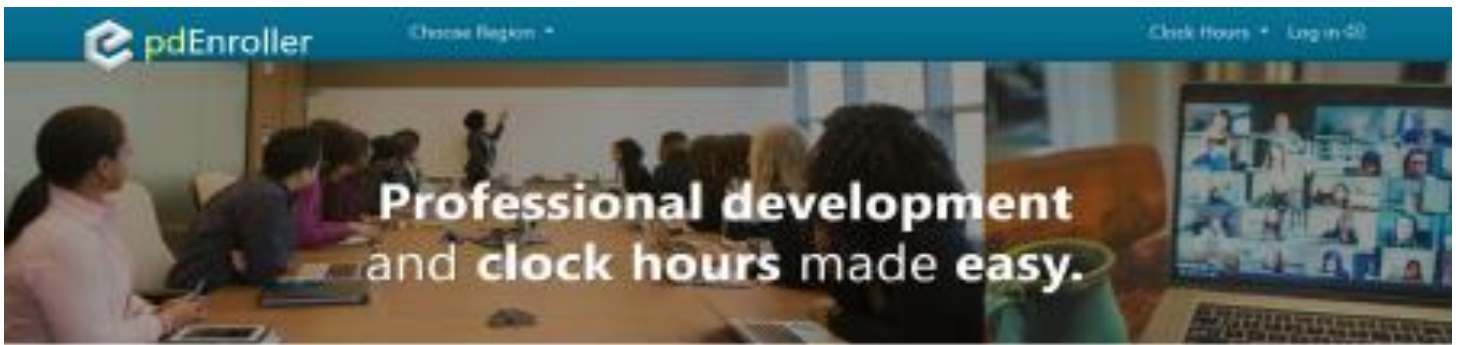 pdEnroller
Choose Region
Clock Hours
Log in
Professional development
and clock hours made easy.